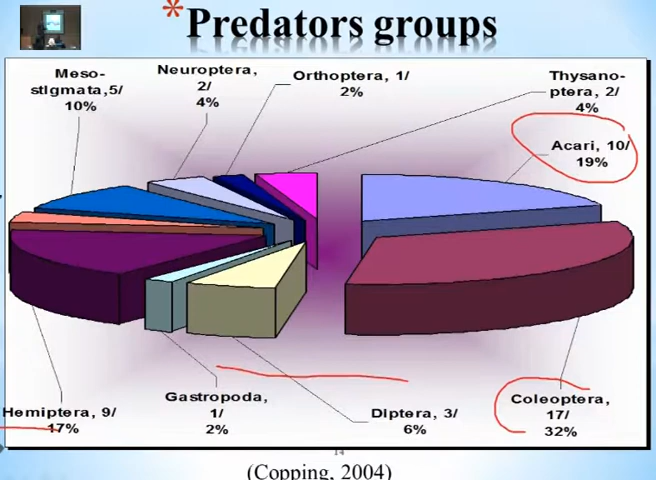 *Predators groups
Meso-
stigmata,5/
10%
Neuroptera,
2/
4%
Orthoptera, 1/
2%
Thysano-
ptera, 2/
4%
Acari, 10/
19%
Hemiptera, 9/
17%
Gastropoda,
1/
2%
Diptera, 3/
6%
Coleoptera,
17/
32%
14
(Copping, 2004)